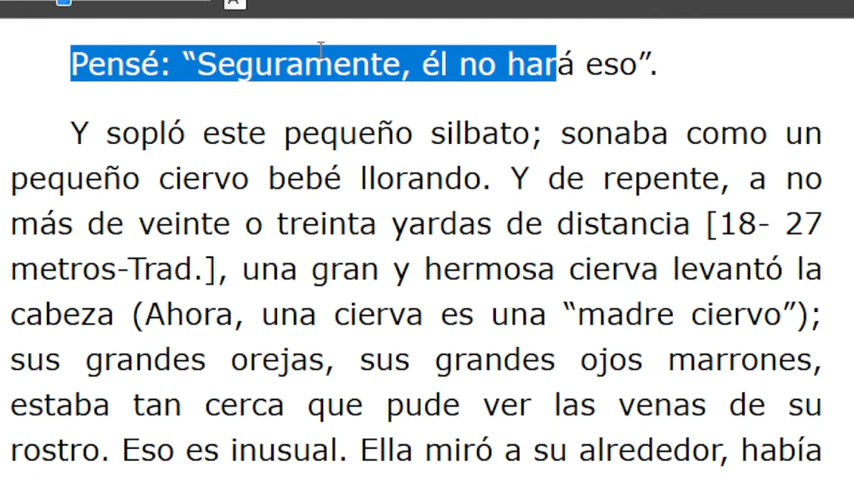 Pensé: “Seguramente, él no hará eso”.
Y sopló este pequeño silbato; sonaba como un
pequeño ciervo bebé llorando. Y de repente, a no
más de veinte o treinta yardas de distancia [18- 27
metros-Trad.], una gran y hermosa cierva levantó la
cabeza (Ahora, una cierva es una “madre ciervo”);
sus grandes orejas, sus grandes ojos marrones,
estaba tan cerca que pude ver las venas de su
rostro. Eso es inusual. Ella miró a su alrededor, había